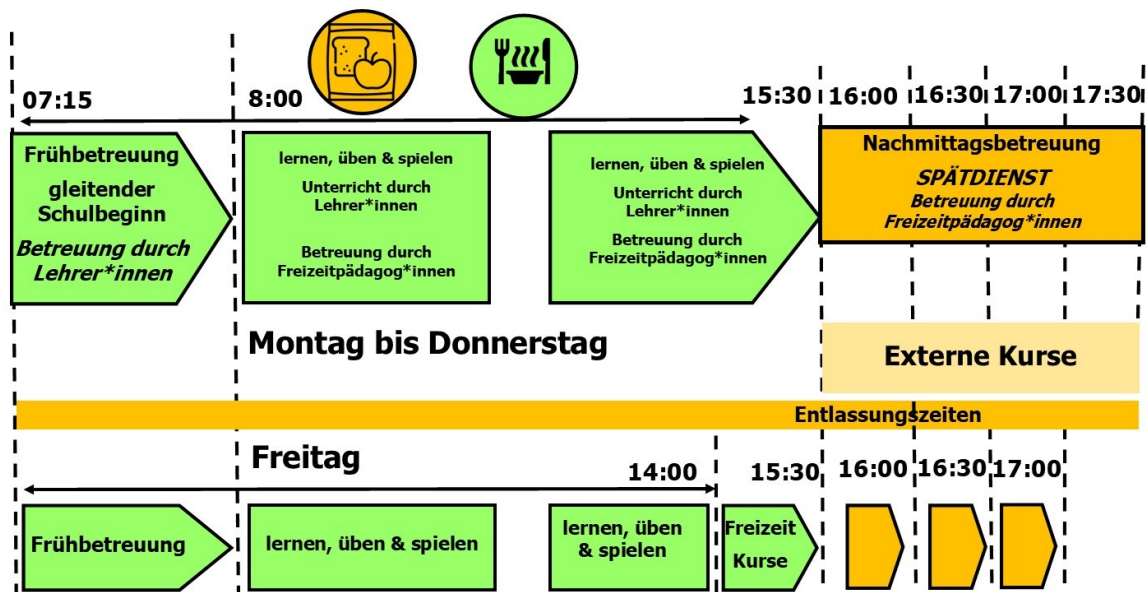 07:15
8:00
15:30
16:00
16:30
17:00
17:30
Frühbetreuung
gleitender
Schulbeginn
Betreuung durch
Lehrer*innen
lernen, üben & spielen
Unterricht durch
Lehrer*innen
Betreuung durch
Freizeitpädagog*innen
lernen, üben & spielen
Unterricht durch
Lehrer*innen
Betreuung durch
Freizeitpädagog*innen
Nachmittagsbetreuung
SPÄTDIENST
Betreuung durch
Freizeitpädagog*innen
Montag bis Donnerstag
Externe Kurse
Entlassungszeiten
Freitag
14:00
15:30
16:00
16:30
17:00
Frühbetreuung
lernen, üben & spielen
lernen, üben
& spielen
Freizeit
Kurse